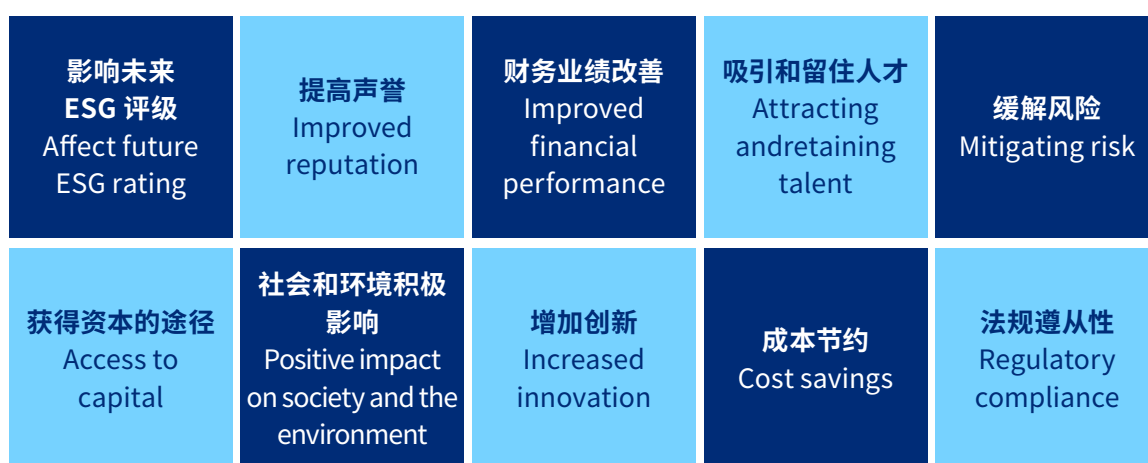 影响未来
ESG 评级
Affect future
ESG rating
提高声誉
Improved
reputation
财务业绩改善
Improved
financial
performance
吸引和留住人才
Attracting
andretaining
talent
缓解风险
Mitigating risk
获得资本的途径
Access to
capital
社会和环境积极
影响
Positive impact
on society and the
environment
增加创新
Increased
innovation
成本节约
Cost savings
法规遵从性
Regulatory
compliance